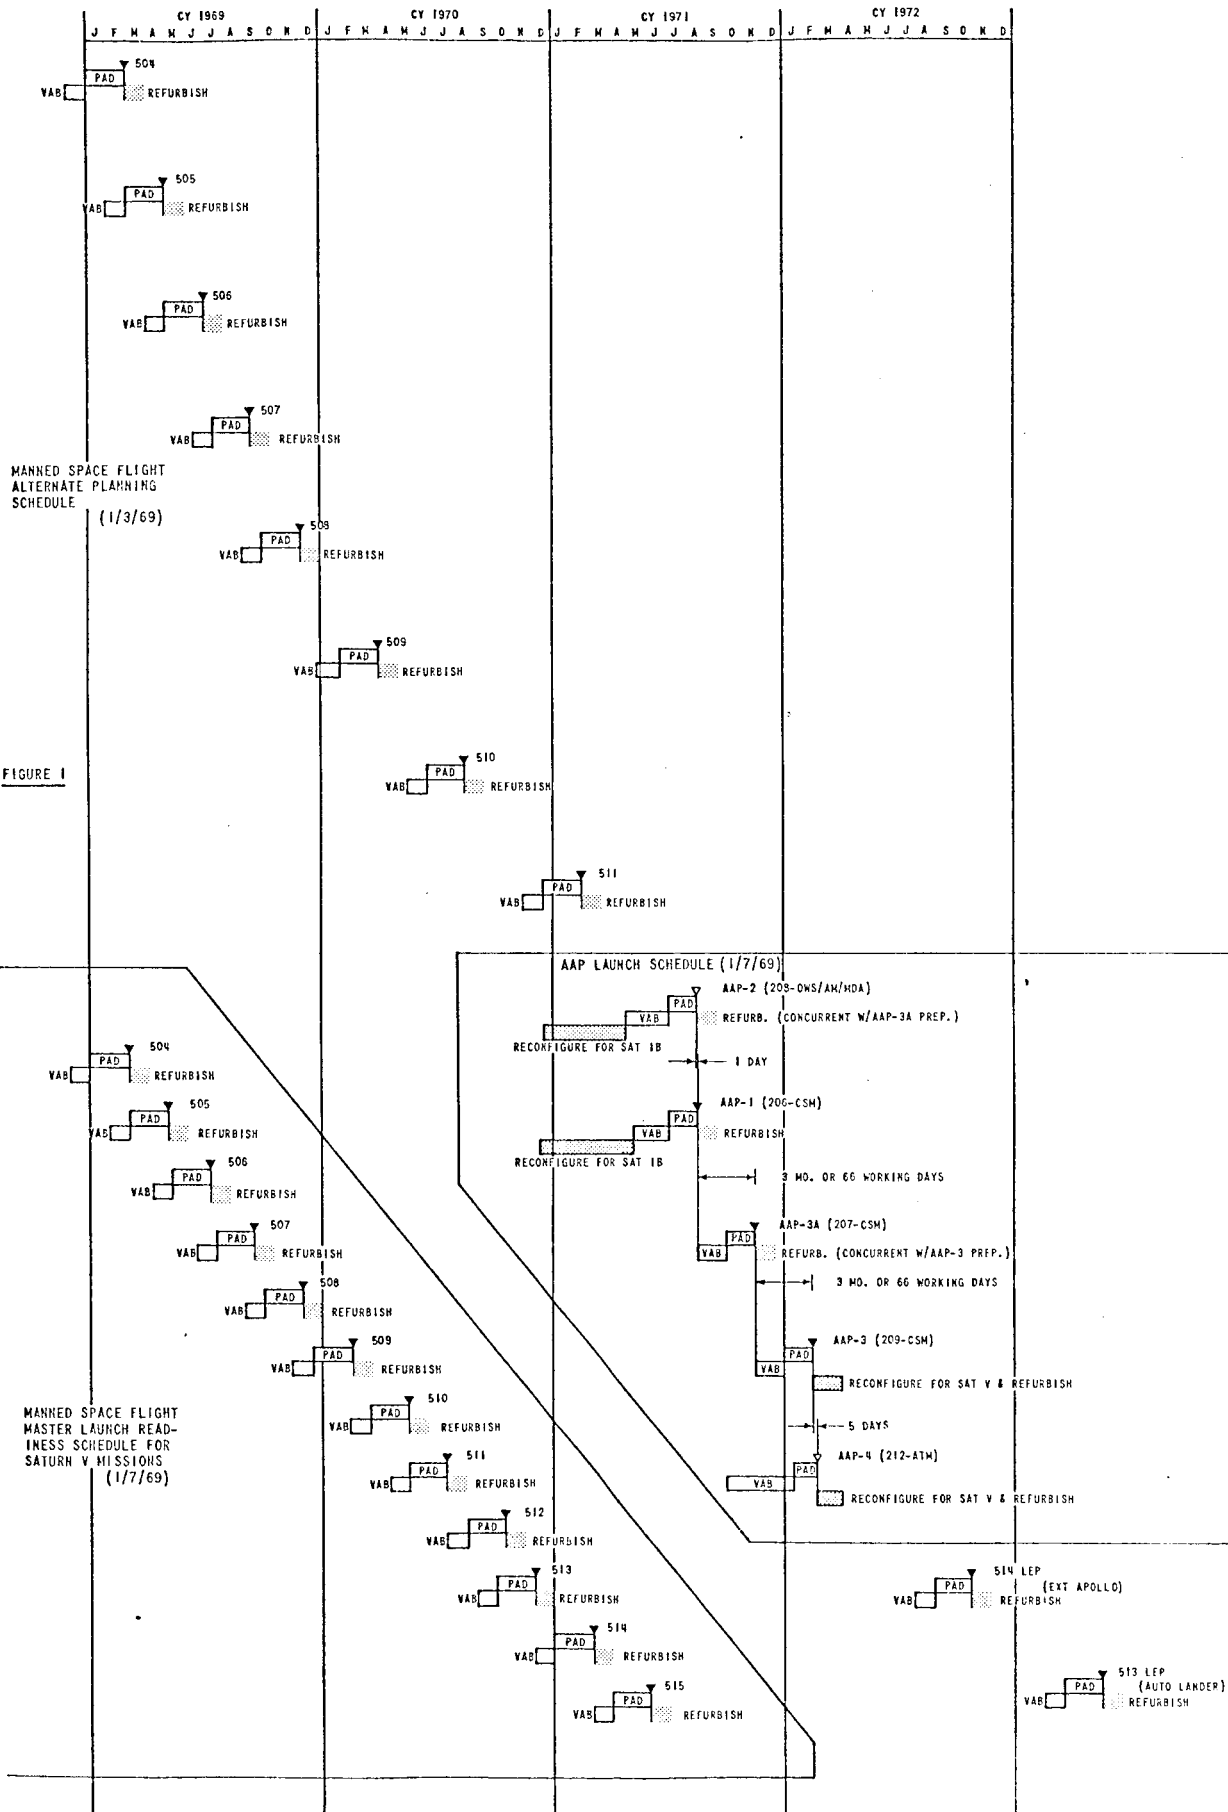 CY 1969 CY 1970 CY 1971 CY 1972
J F M A M J J A S O N D J F M A M J J A S O N D J F M A M J J A S O N D J F M A M J J A S O N D
504
PAD
VAB REFURBISH
505
PAD
VAB REFURBISH
506
PAD
VAB REFURBISH
507
PAD
VAB REFURBISH
MANNED SPACE FLIGHT
ALTERNATE PLANNING
SCHEDULE
(1/3/69)
508
PAD
VAB REFURBISH
509
PAD
VAB REFURBISH
510
PAD
VAB REFURBISH
FIGURE 1
511
PAD
VAB REFURBISH
AAP LAUNCH SCHEDULE (1/7/69)
AAP-2 (208-OWS/AM/MDA)
PAD
VAB REFURB. (CONCURRENT W/AAP-3A PREP.)
RECONFIGURE FOR SAT IB
1 DAY
AAP-1 (206-CSM)
PAD
VAB REFURBISH
RECONFIGURE FOR SAT IB
3 MO. OR 66 WORKING DAYS
AAP-3A (207-CSM)
PAD
VAB REFURB. (CONCURRENT W/AAP-3 PREP.)
3 MO. OR 66 WORKING DAYS
AAP-3 (209-CSM)
PAD
VAB
RECONFIGURE FOR SAT V & REFURBISH
5 DAYS
AAP-4 (212-ATM)
PAD
VAB
RECONFIGURE FOR SAT V & REFURBISH
504
PAD
VAB REFURBISH
505
PAD
VAB REFURBISH
506
PAD
VAB REFURBISH
507
PAD
VAB REFURBISH
508
PAD
VAB REFURBISH
509
PAD
VAB REFURBISH
MANNED SPACE FLIGHT
MASTER LAUNCH READ-
INESS SCHEDULE FOR
SATURN V MISSIONS
(1/7/69)
510
PAD
VAB REFURBISH
511
PAD
VAB REFURBISH
512
PAD
VAB REFURBISH
513
PAD
VAB REFURBISH
514
PAD
VAB REFURBISH
515
PAD
VAB REFURBISH
514 LEP
(EXT APOLLO)
PAD
VAB REFURBISH
513 LEP
(AUTO LANDER)
PAD
VAB REFURBISH